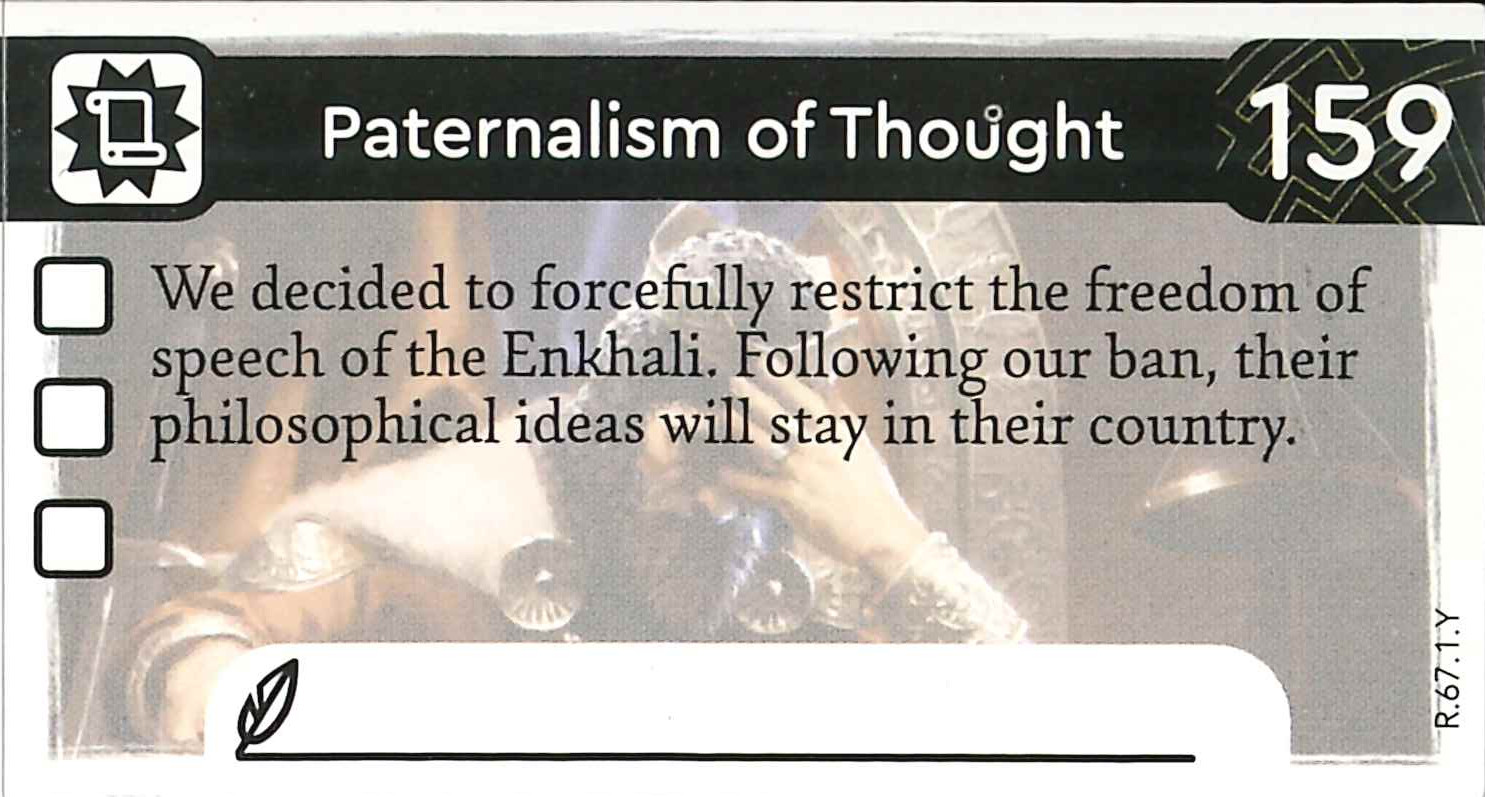 Paternalism of Thought
159
We decided to forcefully restrict the freedom of
speech of the Enkhali. Following our ban, their
philosophical ideas will stay in their country.
R.67.1.Y